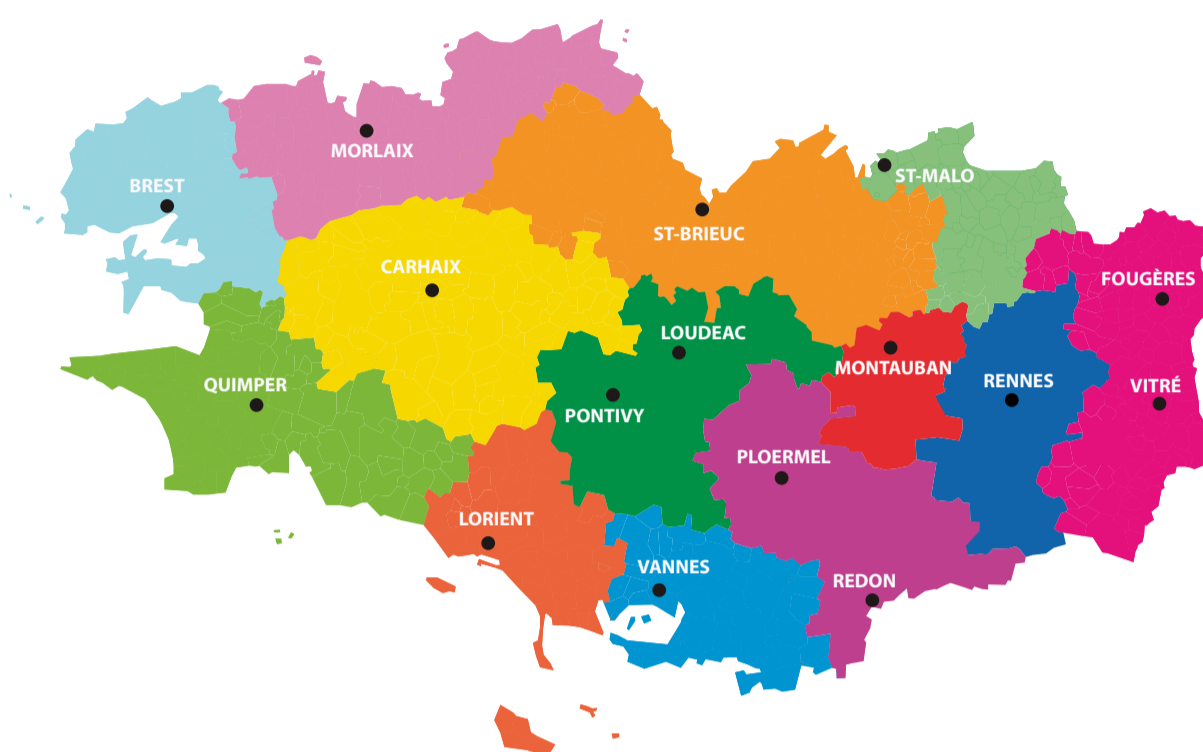 MORLAIX
BREST
ST-MALO
ST-BRIEUC
CARHAIX
FOUGÈRES
LOUDEAC
MONTAUBAN
QUIMPER
RENNES
VITRÉ
PONTIVY
PLOERMEL
LORIENT
VANNES
REDON